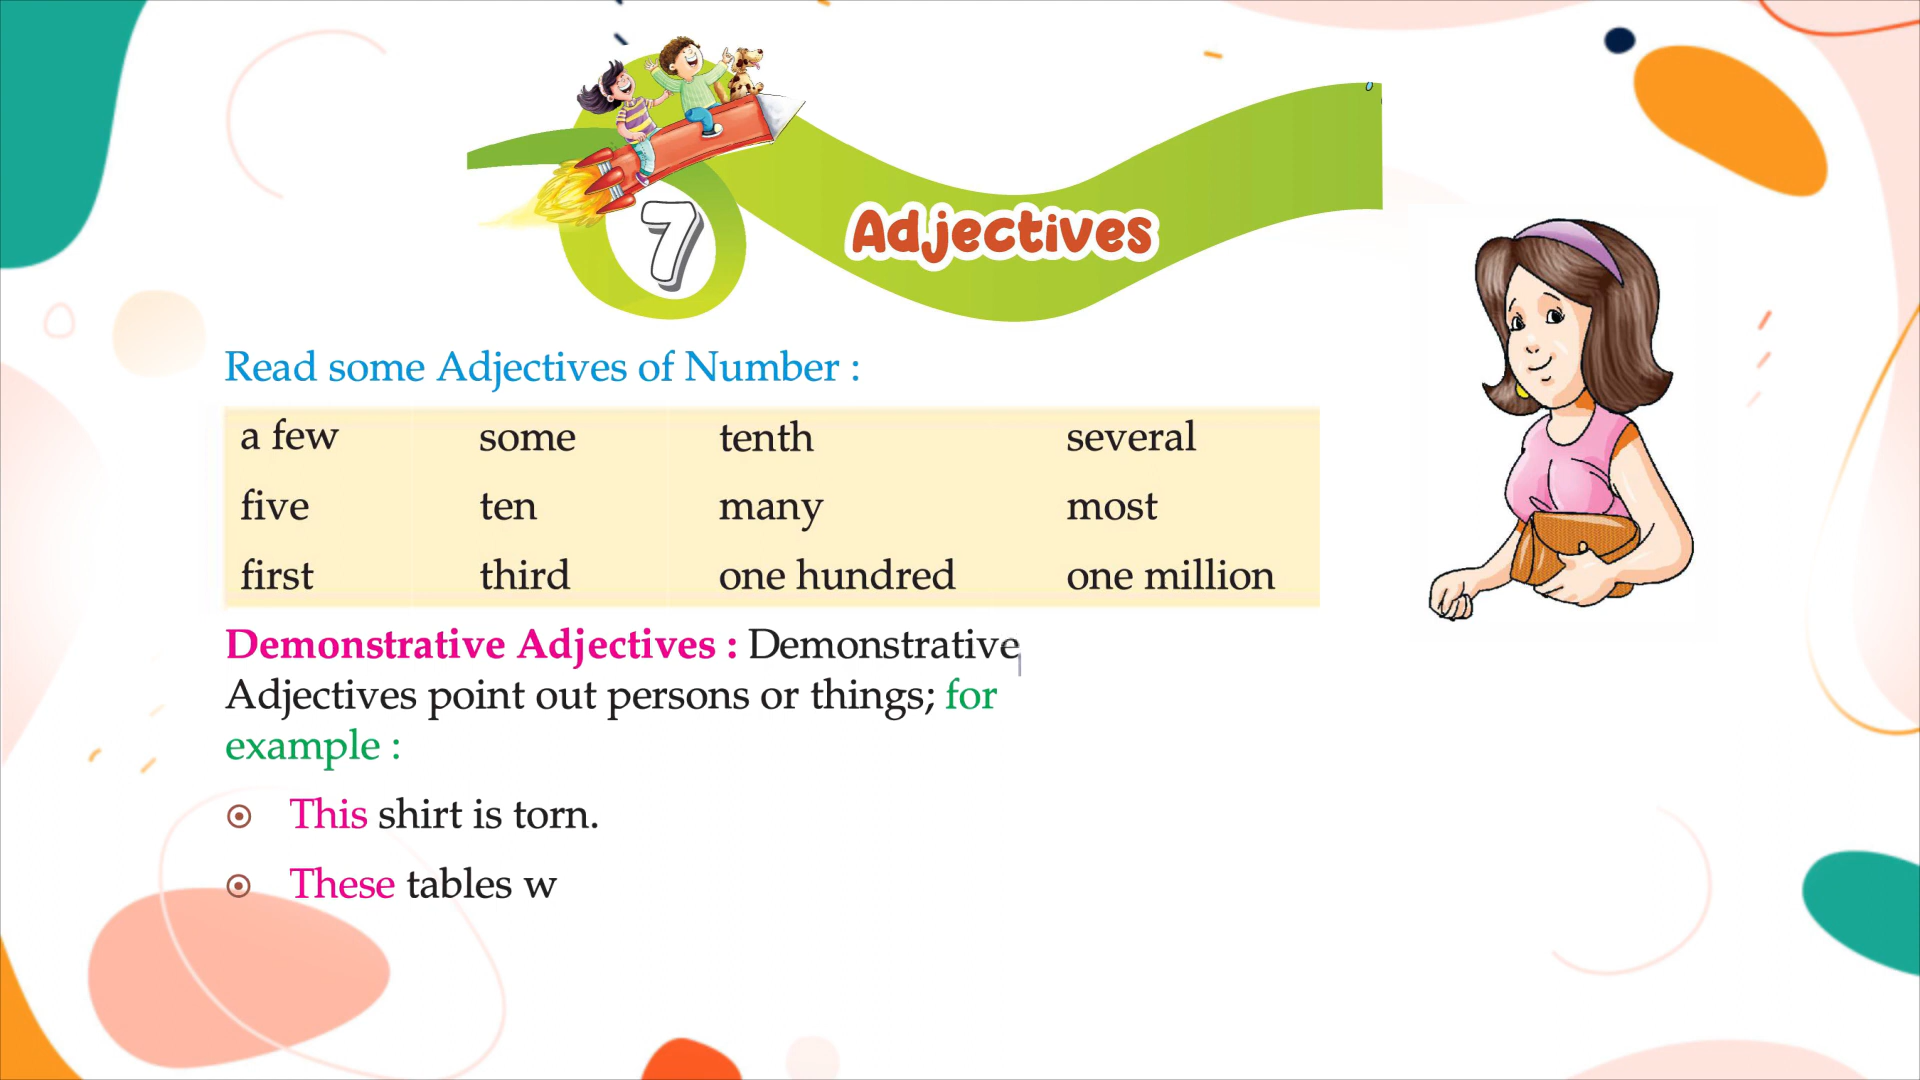 7
Adjectives
Read some Adjectives of Number :
a few some tenth several
five ten many most
first third one hundred one million
Demonstrative Adjectives : Demonstrative
Adjectives point out persons or things; for
example :
This shirt is torn.
These tables w